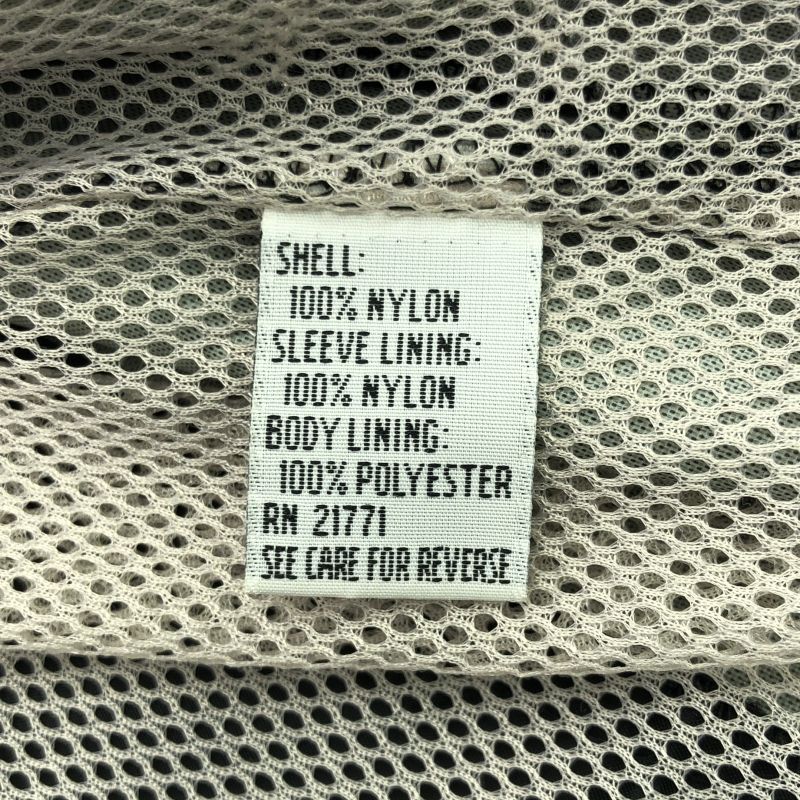 SHELL:
100% NYLON
SLEEVE LINING:
100% NYLON
BODY LINING:
100% POLYESTER
RN 21771
SEE CARE FOR REVERSE